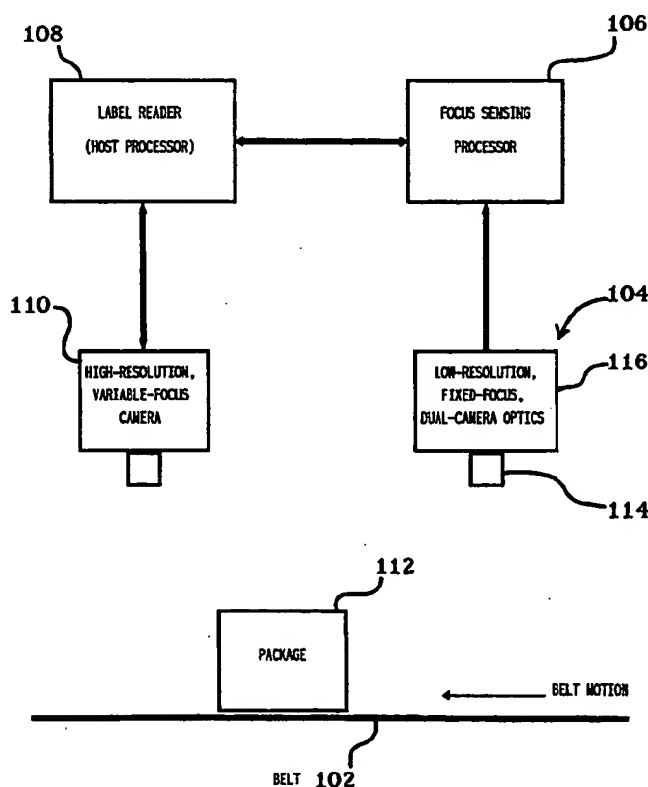 108
106
LABEL READER
(HOST PROCESSOR)
FOCUS SENSING
PROCESSOR
110
104
HIGH-RESOLUTION,
VARIABLE-FOCUS
CAMERA
LOW-RESOLUTION,
FIXED-FOCUS,
DUAL-CAMERA OPTICS
116
114
112
PACKAGE
BELT MOTION
BELT 102